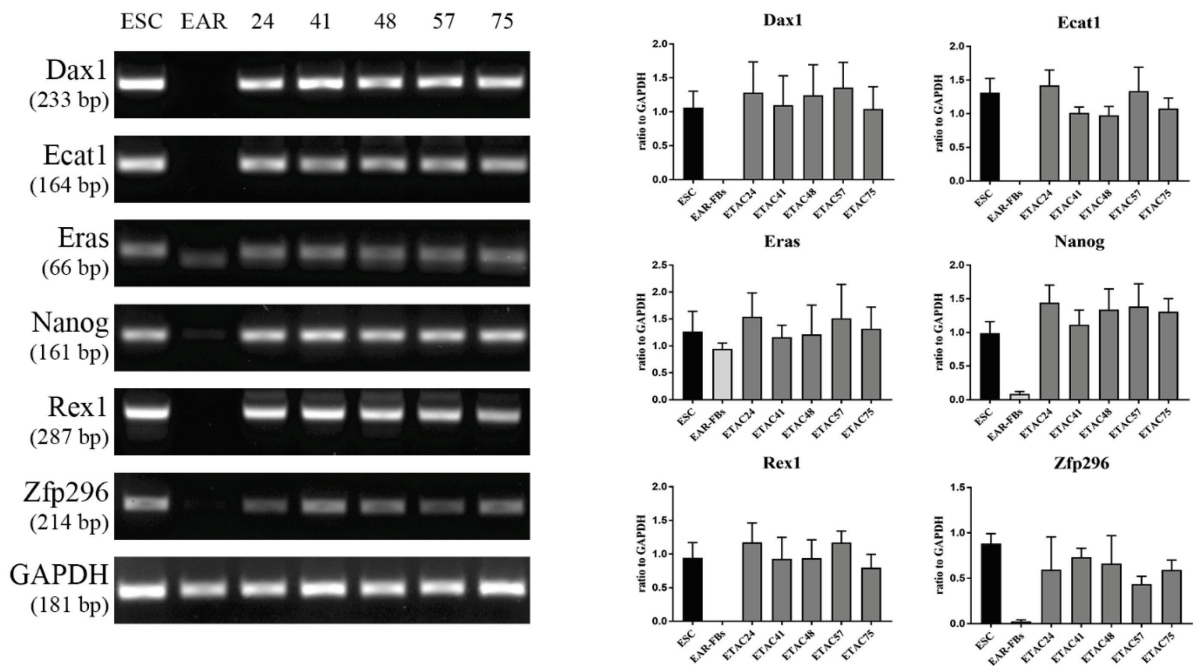 ESC EAR 24 41 48 57 75
Dax1
(233 bp)
Ecat1
(164 bp)
Eras
(66 bp)
Nanog
(161 bp)
Rex1
(287 bp)
Zfp296
(214 bp)
GAPDH
(181 bp)
Dax1
ratio to GAPDH
2.0
1.5
1.0
0.5
0.0
ESC EAR-FBs ETAC24 ETAC41 ETAC48 ETAC57 ETAC75
Ecat1
ratio to GAPDH
2.0
1.5
1.0
0.5
0.0
ESC EAR-FBs ETAC24 ETAC41 ETAC48 ETAC57 ETAC75
Eras
ratio to GAPDH
2.5
2.0
1.5
1.0
0.5
0.0
ESC EAR-FBs ETAC24 ETAC41 ETAC48 ETAC57 ETAC75
Nanog
ratio to GAPDH
2.0
1.5
1.0
0.5
0.0
ESC EAR-FBs ETAC24 ETAC41 ETAC48 ETAC57 ETAC75
Rex1
ratio to GAPDH
2.0
1.5
1.0
0.5
0.0
ESC EAR-FBs ETAC24 ETAC41 ETAC48 ETAC57 ETAC75
Zfp296
ratio to GAPDH
1.5
1.0
0.5
0.0
ESC EAR-FBs ETAC24 ETAC41 ETAC48 ETAC57 ETAC75